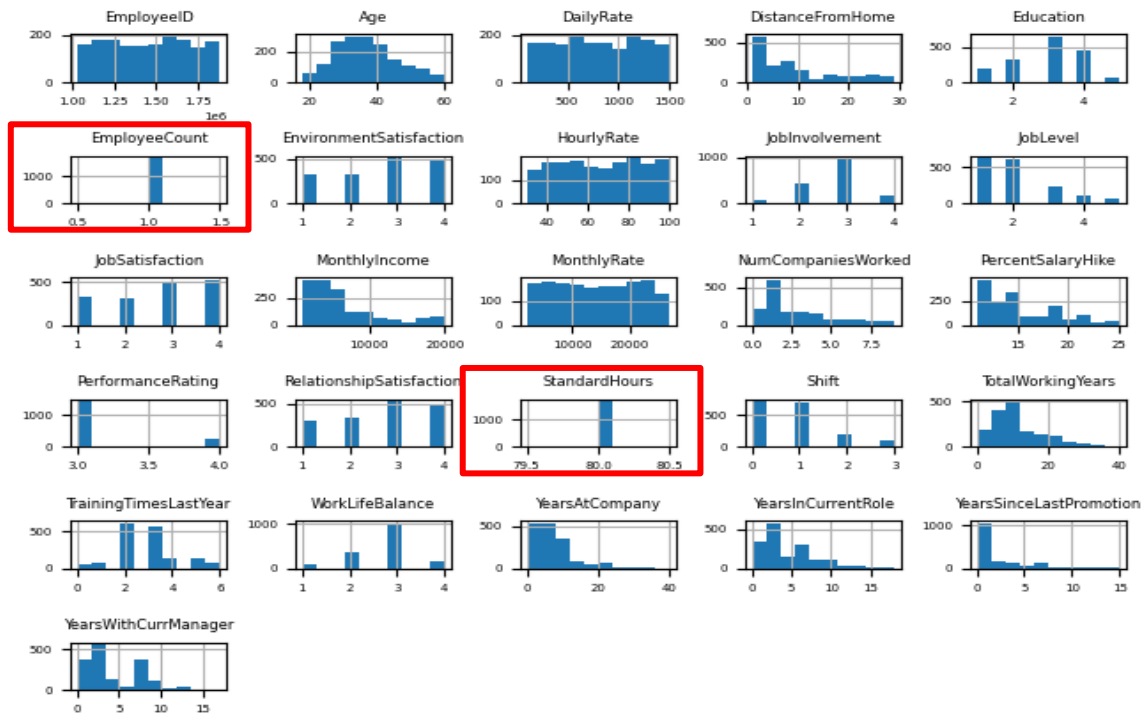 EmployeeID Age DailyRate DistanceFromHome Education
200
0
1.00 1.25 1.50 1.75
1e6
200
0
20 40 60
200
0
500 1000 1500
500
0
0 10 20 30
500
0
2 4
EmployeeCount EnvironmentSatisfaction HourlyRate JobInvolvement JobLevel
1000
0
0.5 1.0 1.5
500
0
1 2 3 4
100
0
40 60 80 100
1000
0
1 2 3 4
500
0
2 4
JobSatisfaction MonthlyIncome MonthlyRate NumCompaniesWorked PercentSalaryHike
500
0
1 2 3 4
250
0
10000 20000
100
0
10000 20000
500
0
0.0 2.5 5.0 7.5
250
0
15 20 25
PerformanceRating RelationshipSatisfaction StandardHours Shift TotalWorkingYears
1000
0
3.0 3.5 4.0
500
0
1 2 3 4
1000
0
79.5 80.0 80.5
500
0
0 1 2 3
500
250
0
0 20 40
TrainingTimesLastYear WorkLifeBalance YearsAtCompany YearsInCurrentRole YearsSinceLastPromotion
500
0
0 2 4 6
1000
0
1 2 3 4
500
250
0
0 20 40
500
0
0 5 10 15
1000
0
0 5 10 15
YearsWithCurrManager
500
0
0 5 10 15